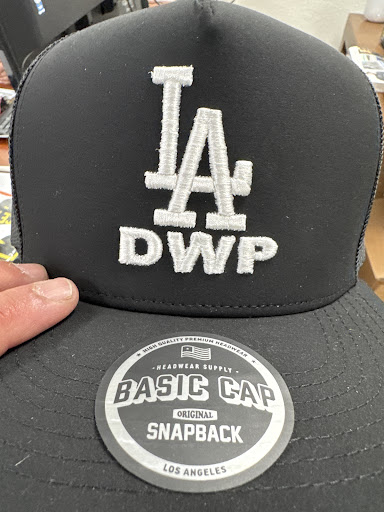 LA
DWP
HIGH QUALITY PREMIUM HEADWEAR
-HEADWEAR SUPPLY-
BASIC CAP
ORIGINAL
SNAPBACK
LOS ANGELES